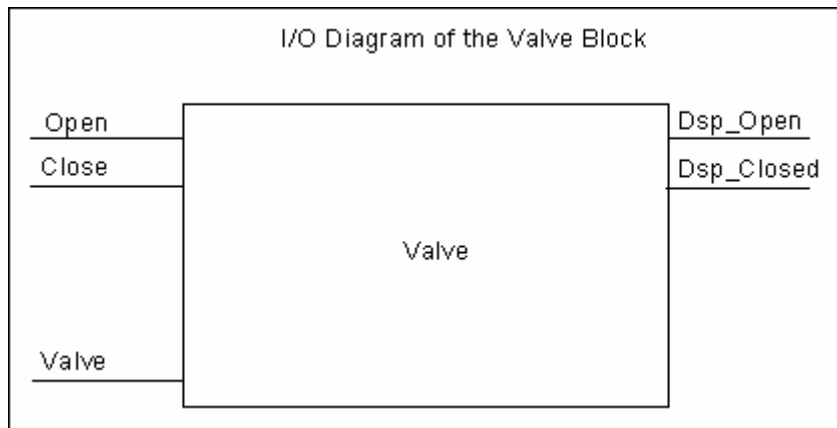 I/O Diagram of the Valve Block
Open
Close
Valve
Valve
Dsp_Open
Dsp_Closed